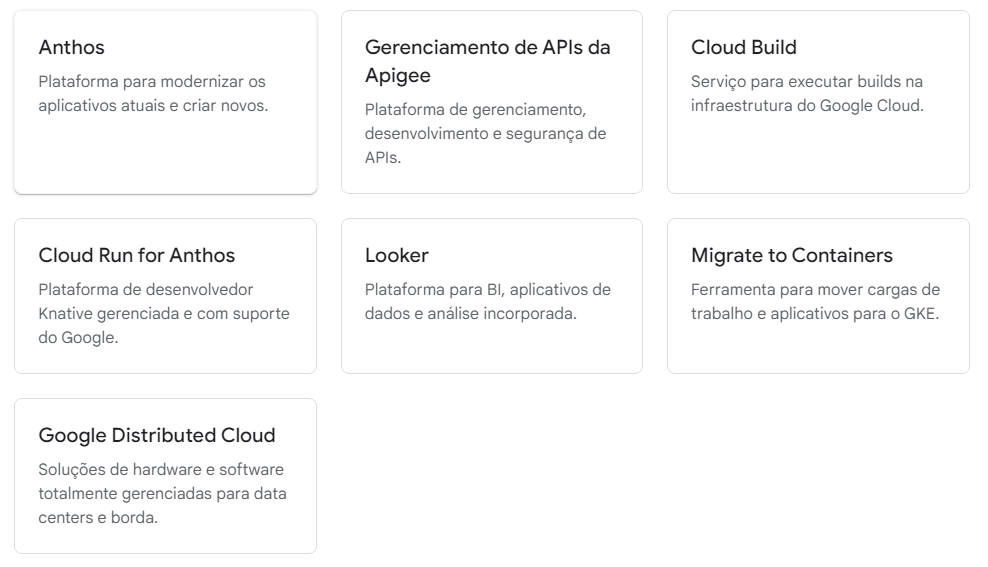 Anthos
Plataforma para modernizar os
aplicativos atuais e criar novos.
Gerenciamento de APIs da
Apigee
Plataforma de gerenciamento,
desenvolvimento e segurança de
APIs.
Cloud Build
Serviço para executar builds na
infraestrutura do Google Cloud.
Cloud Run for Anthos
Plataforma de desenvolvedor
Knative gerenciada e com suporte
do Google.
Looker
Plataforma para BI, aplicativos de
dados e análise incorporada.
Migrate to Containers
Ferramenta para mover cargas de
trabalho e aplicativos para o GKE.
Google Distributed Cloud
Soluções de hardware e software
totalmente gerenciadas para data
centers e borda.